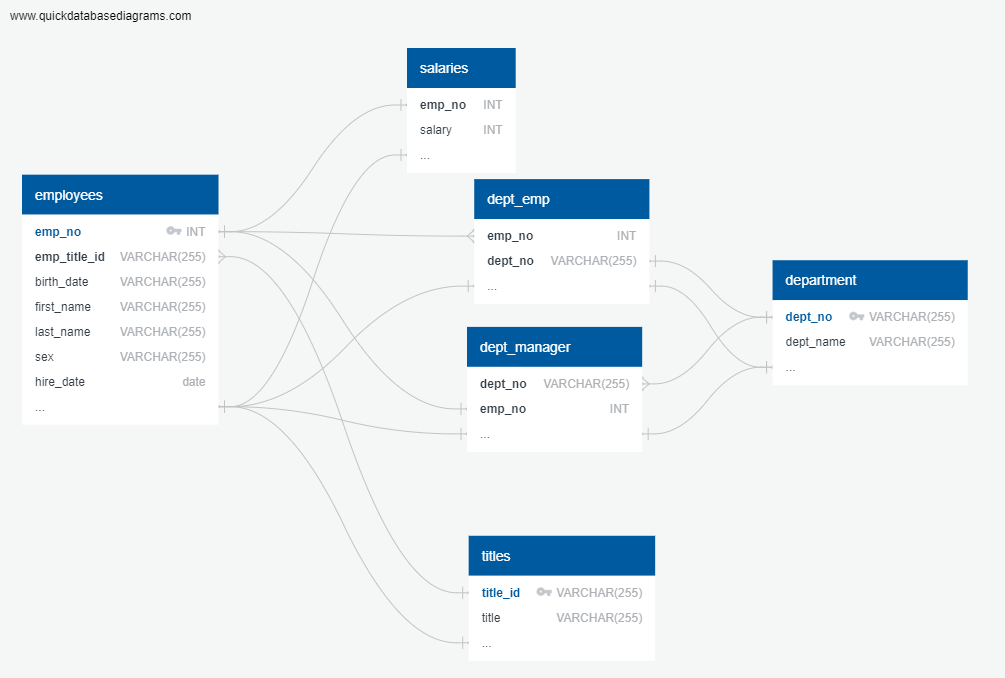 www.quickdatabasediagrams.com
salaries
emp_no INT
salary INT
...
employees
emp_no INT
emp_title_id VARCHAR(255)
birth_date VARCHAR(255)
first_name VARCHAR(255)
last_name VARCHAR(255)
sex VARCHAR(255)
hire_date date
...
dept_emp
emp_no INT
dept_no VARCHAR(255)
...
department
dept_no VARCHAR(255)
dept_name VARCHAR(255)
...
dept_manager
dept_no VARCHAR(255)
emp_no INT
...
titles
title_id VARCHAR(255)
title VARCHAR(255)
...